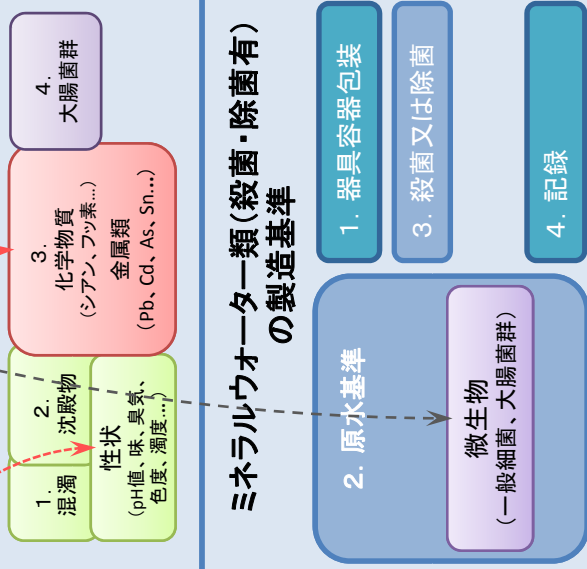 1.
混濁
2.
沈殿物
性状
(pH値、味、臭気、
色度、濁度…)
3.
化学物質
(シアン、フッ素…)
金属類
(Pb、Cd、As、Sn…)
4.
大腸菌群
ミネラルウォーター類(殺菌・除菌有)
の製造基準
2. 原水基準
微生物
(一般細菌、大腸菌群)
1. 器具容器包装
3. 殺菌又は除菌
4. 記録